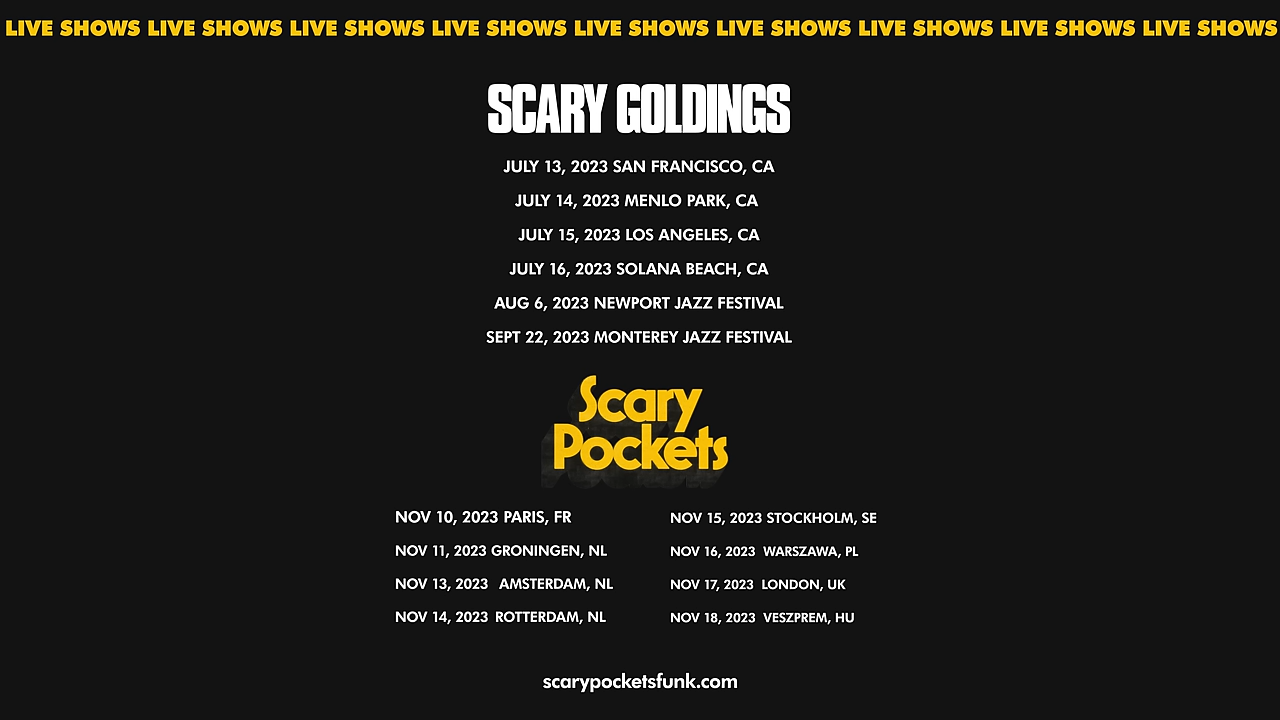 LIVE SHOWS LIVE SHOWS LIVE SHOWS LIVE SHOWS LIVE SHOWS LIVE SHOWS LIVE SHOWS LIVE SHOWS LIVE SHOWS
SCARY GOLDINGS
JULY 13, 2023 SAN FRANCISCO, CA
JULY 14, 2023 MENLO PARK, CA
JULY 15, 2023 LOS ANGELES, CA
JULY 16, 2023 SOLANA BEACH, CA
AUG 6, 2023 NEWPORT JAZZ FESTIVAL
SEPT 22, 2023 MONTEREY JAZZ FESTIVAL
Scary
Pockets
NOV 10, 2023 PARIS, FR
NOV 11, 2023 GRONINGEN, NL
NOV 13, 2023 AMSTERDAM, NL
NOV 14, 2023 ROTTERDAM, NL
NOV 15, 2023 STOCKHOLM, SE
NOV 16, 2023 WARSZAWA, PL
NOV 17, 2023 LONDON, UK
NOV 18, 2023 VESZPREM, HU
scarypocketsfunk.com